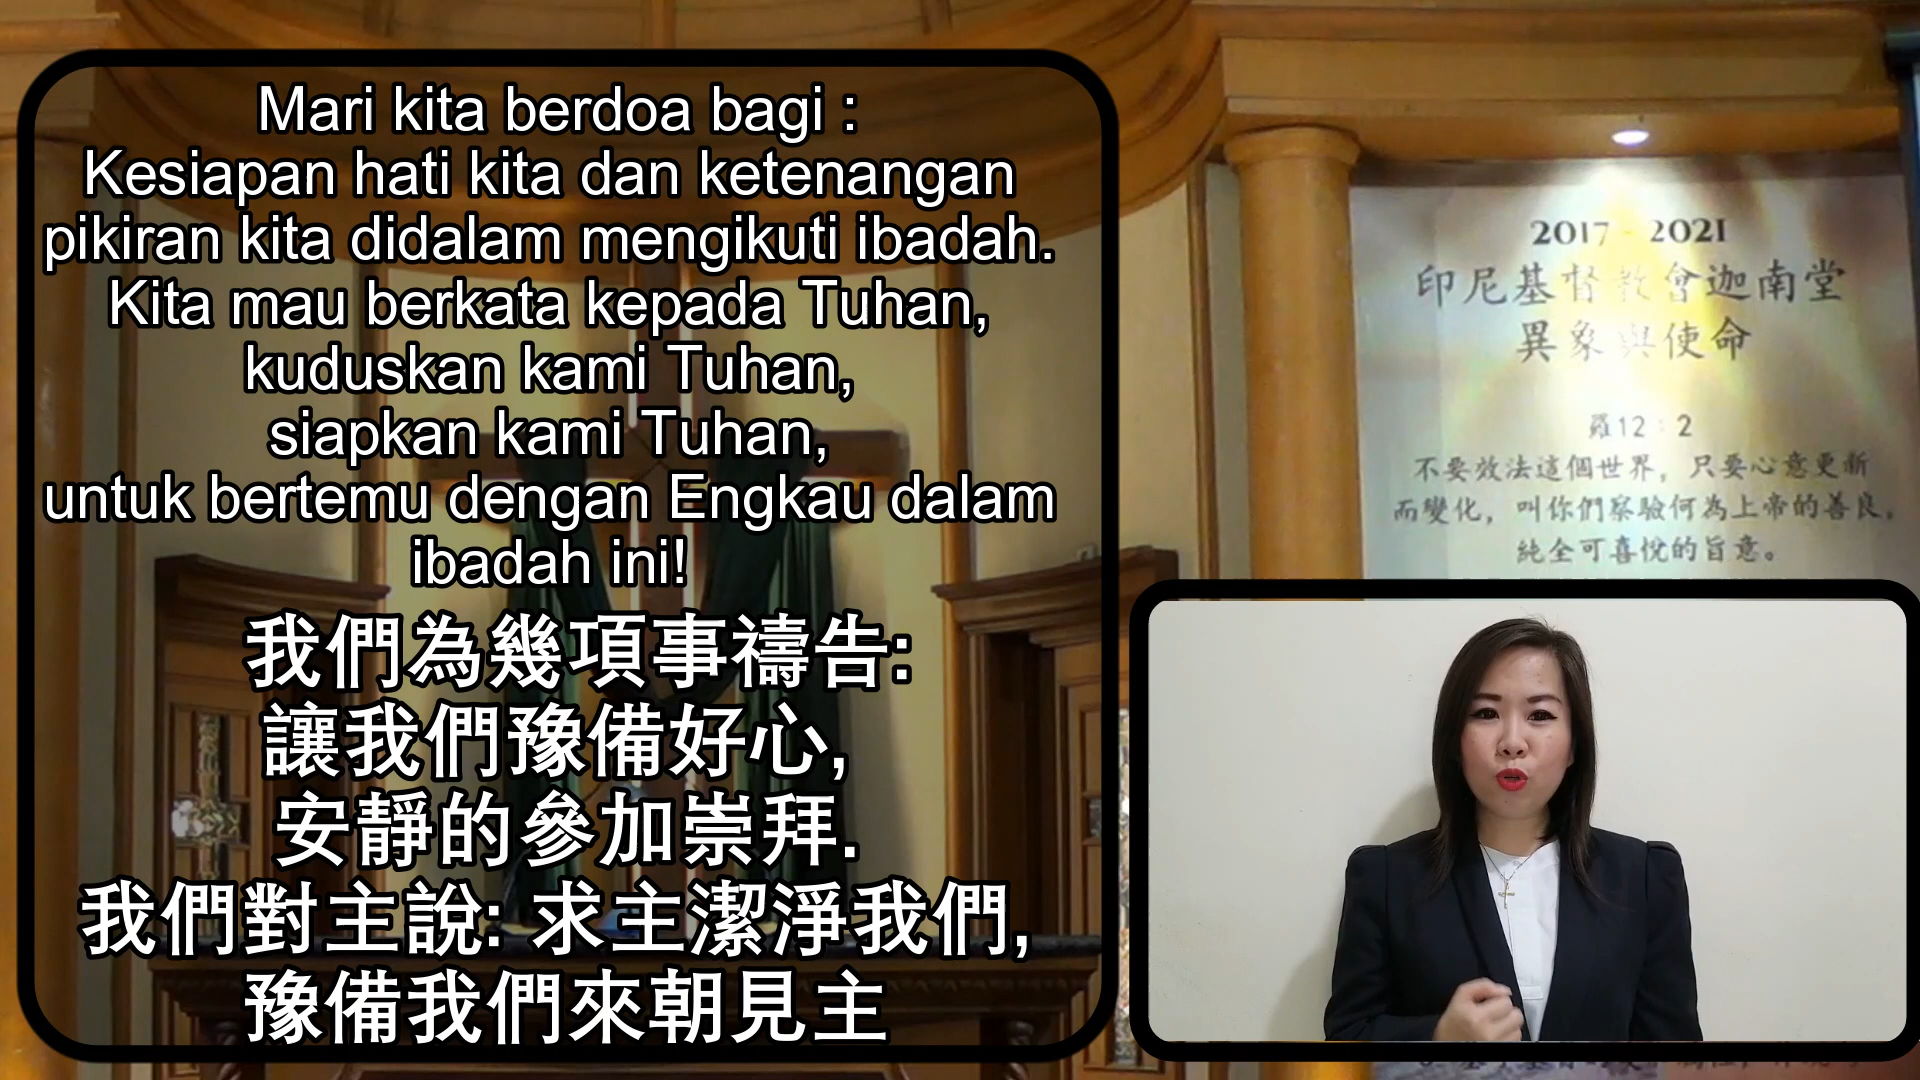 Mari kita berdoa bagi :
Kesiapan hati kita dan ketenangan
pikiran kita didalam mengikuti ibadah.
Kita mau berkata kepada Tuhan,
kuduskan kami Tuhan,
siapkan kami Tuhan,
untuk bertemu dengan Engkau dalam
ibadah ini!
我們為幾項事禱告:
讓我們豫備好心,
安靜的參加崇拜.
我們對主說: 求主潔淨我們,
豫備我們來朝見主
2017 - 2021
印尼基督教會迦南堂
異象與使命
羅12 : 2
不要效法這個世界，只要心意更新
而變化，叫你們察驗何為上帝的善良，
純全可喜悅的旨意。